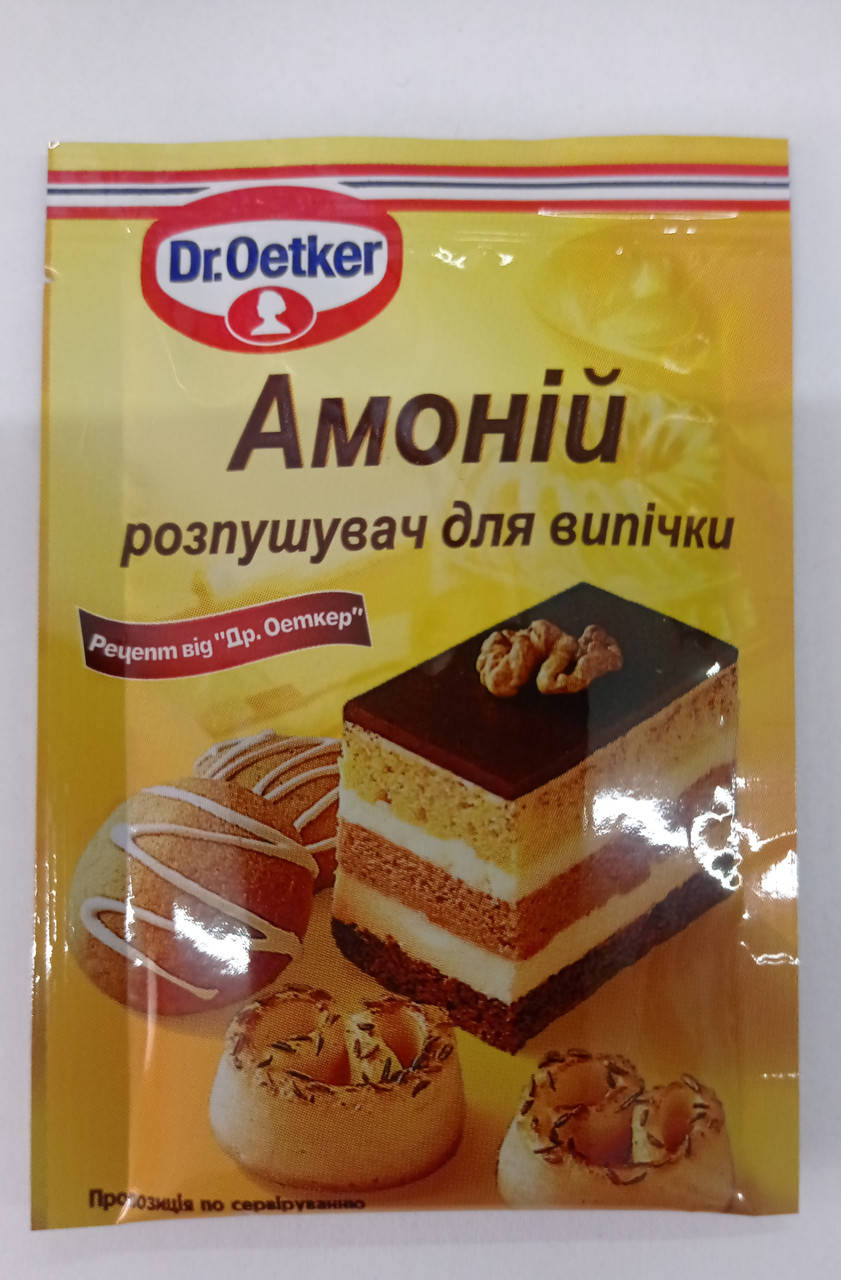 Dr.Oetker
Амоній
розпушувач для випічки
Рецепт від "Др. Оеткер"
Пропозиція по сервіруванню